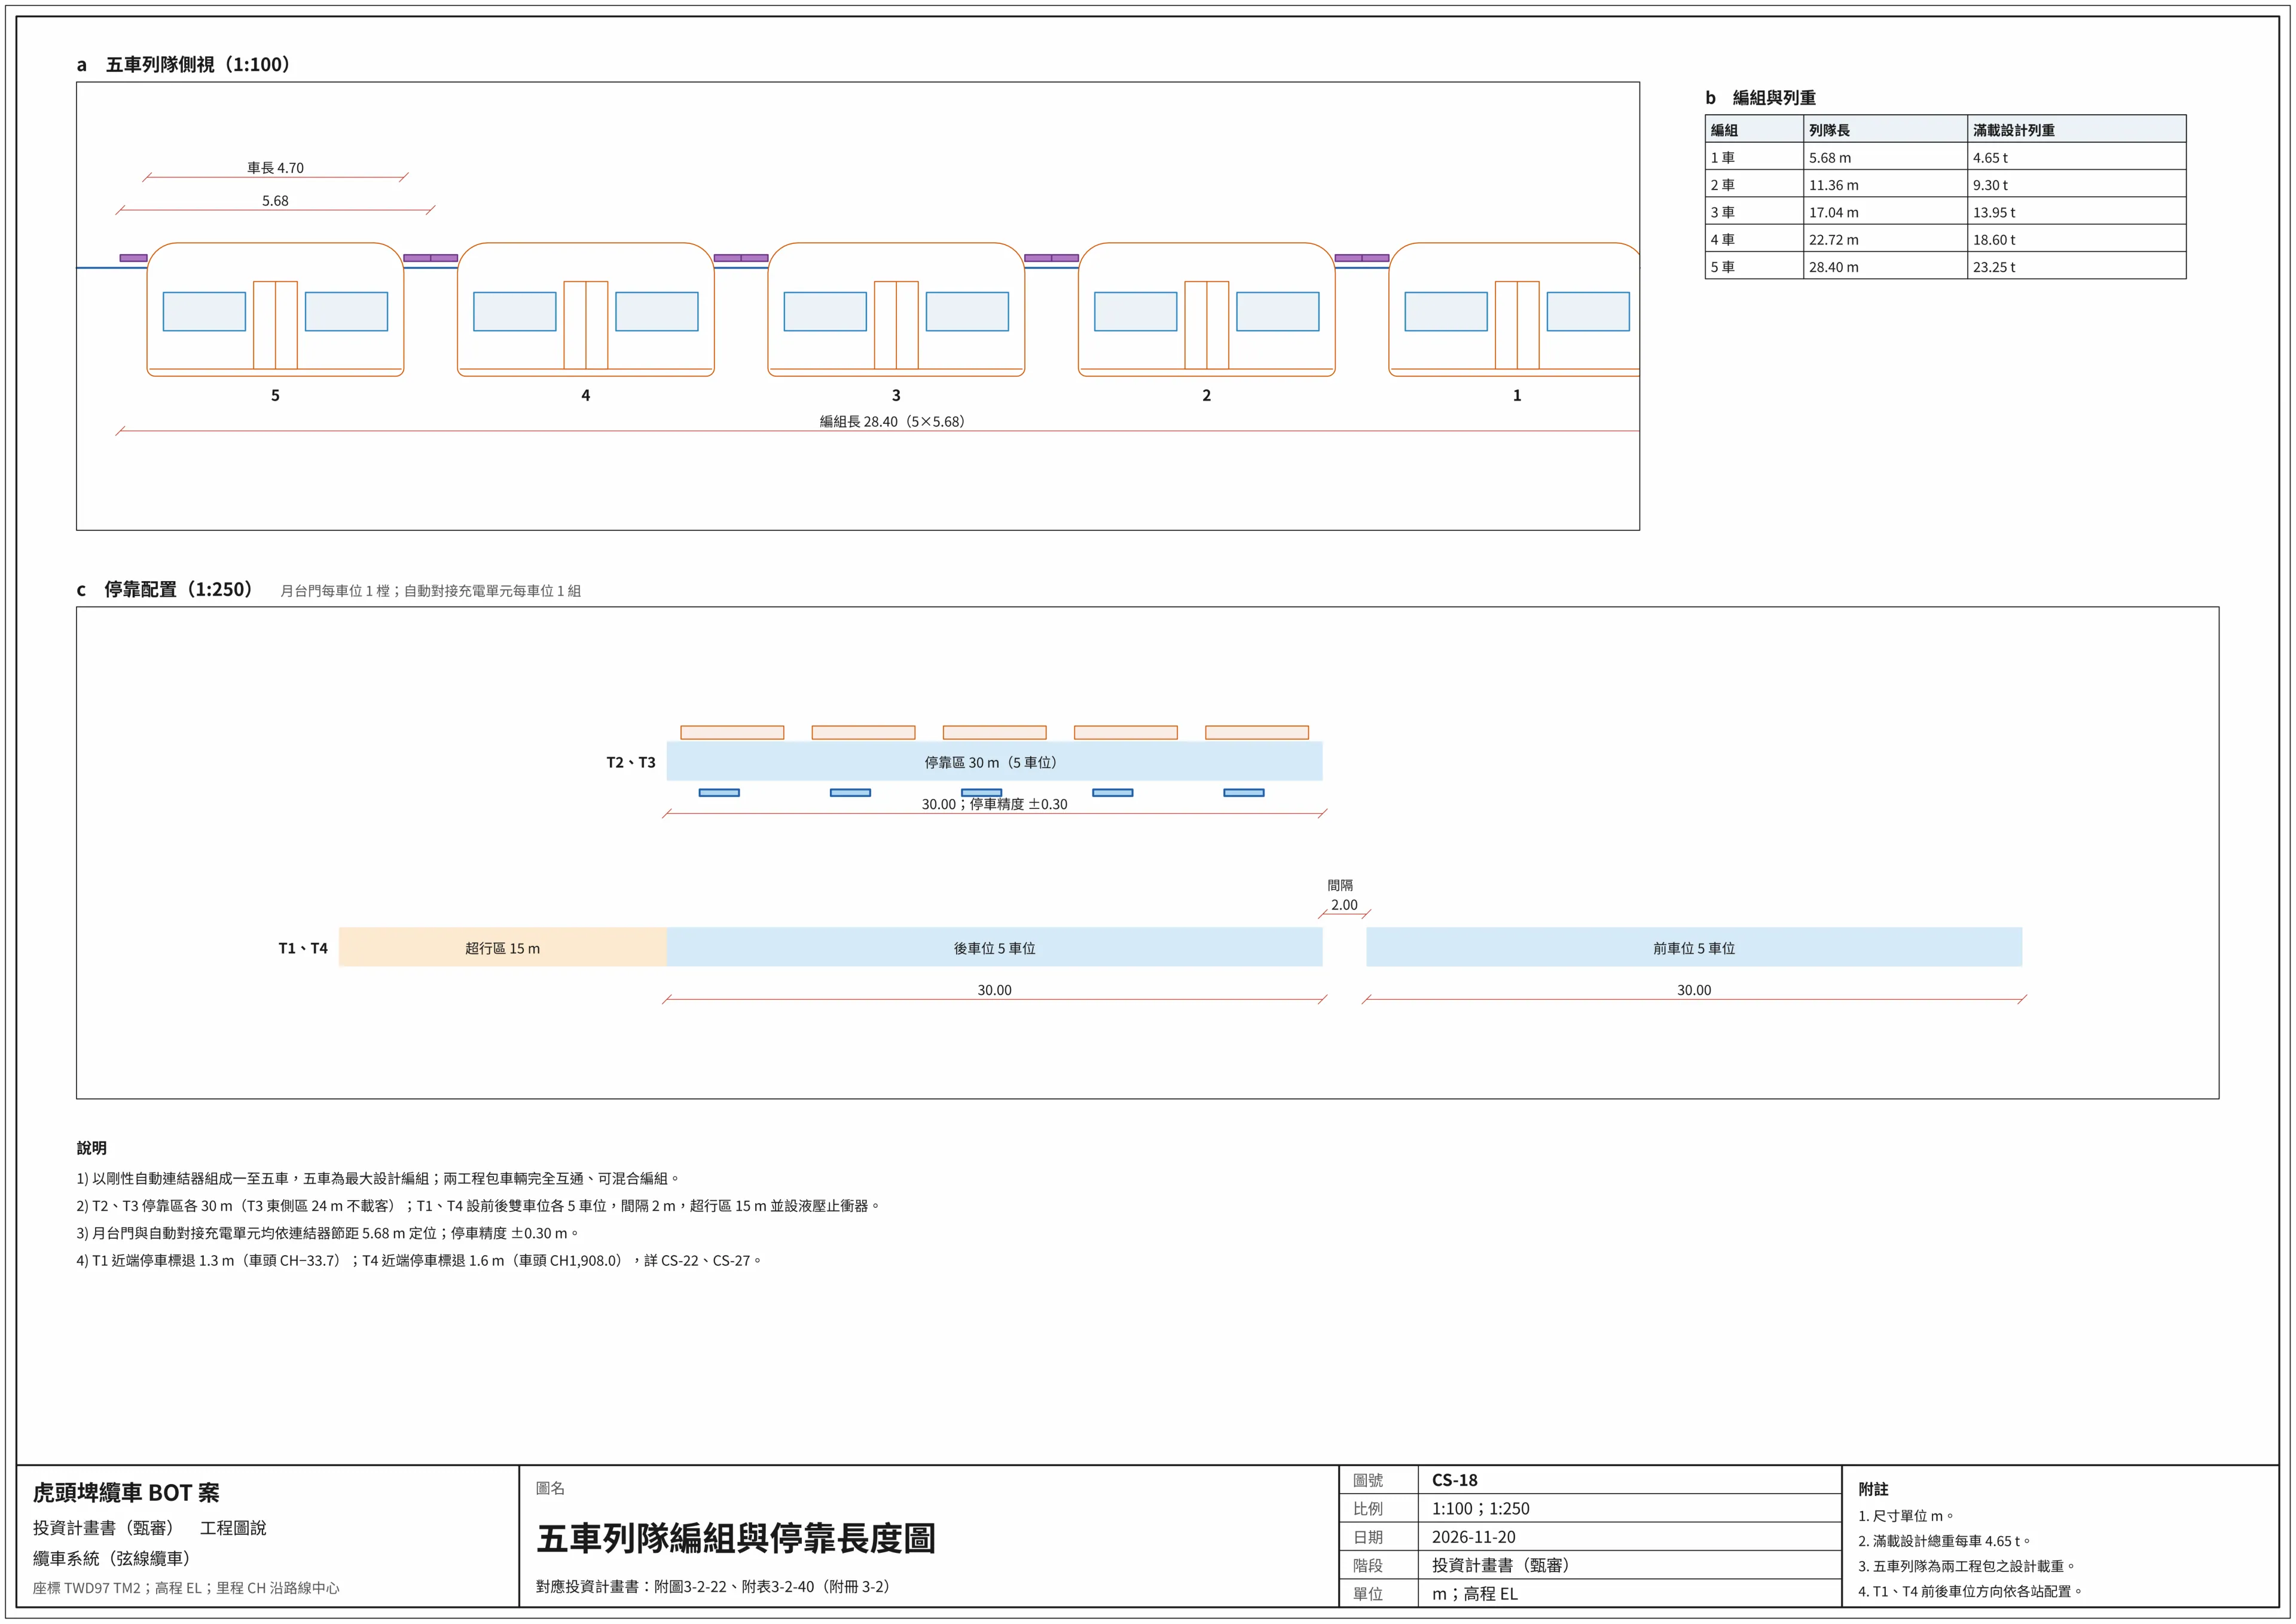 a 五車列隊側視（1:100）
車長 4.70
5.68
5
4
3
2
1
編組長 28.40（5×5.68）
b 編組與列重
編組 列隊長 滿載設計列重
1 車 5.68 m 4.65 t
2 車 11.36 m 9.30 t
3 車 17.04 m 13.95 t
4 車 22.72 m 18.60 t
5 車 28.40 m 23.25 t
c 停靠配置（1:250） 月台門每車位 1 樘；自動對接充電單元每車位 1 組
T2、T3
停靠區 30 m（5 車位）
30.00；停車精度 ±0.30
間隔
2.00
T1、T4
超行區 15 m
後車位 5 車位
前車位 5 車位
30.00
30.00
說明
1) 以剛性自動連結器組成一至五車，五車為最大設計編組；兩工程包車輛完全互通、可混合編組。
2) T2、T3 停靠區各 30 m（T3 東側區 24 m 不載客）；T1、T4 設前後雙車位各 5 車位，間隔 2 m，超行區 15 m 並設液壓止衝器。
3) 月台門與自動對接充電單元均依連結器節距 5.68 m 定位；停車精度 ±0.30 m。
4) T1 近端停車標退 1.3 m（車頭 CH−33.7）；T4 近端停車標退 1.6 m（車頭 CH1,908.0），詳 CS-22、CS-27。
虎頭埤纜車 BOT 案
投資計畫書（甄審） 工程圖說
纜車系統（弦線纜車）
座標 TWD97 TM2；高程 EL；里程 CH 沿路線中心
圖名
五車列隊編組與停靠長度圖
對應投資計畫書：附圖3-2-22、附表3-2-40（附冊 3-2）
圖號 CS-18
比例 1:100；1:250
日期 2026-11-20
階段 投資計畫書（甄審）
單位 m；高程 EL
附註
1. 尺寸單位 m。
2. 滿載設計總重每車 4.65 t。
3. 五車列隊為兩工程包之設計載重。
4. T1、T4 前後車位方向依各站配置。